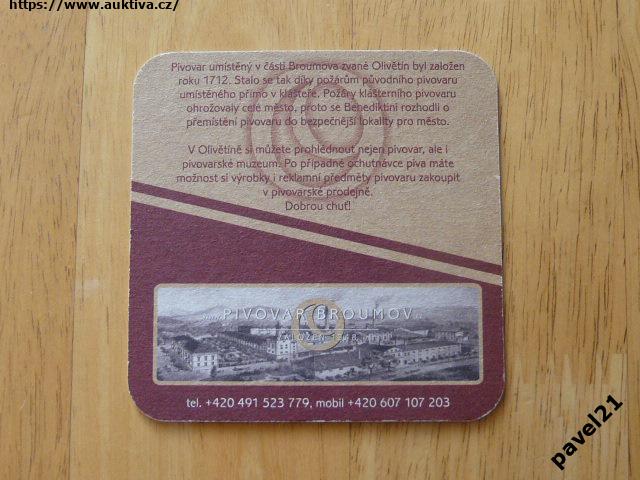 https://www.auktiva.cz/
Pivovar umístěný v části Broumova zvané Olivětín byl založen
roku 1712. Stalo se tak díky požárům původního pivovaru
umístěného přímo v klášteře. Požáry klášterního pivovaru
ohrožovaly celé město, proto se Benediktini rozhodli o
přemístění pivovaru do bezpečnější lokality pro město.
V Olivětíně si můžete prohlédnout nejen pivovar, ale i
pivovarské muzeum. Po případné ochutnávce piva máte
možnost si výrobky i reklamní předměty pivovaru zakoupit
v pivovarské prodejně.
Dobrou chuť!
PIVOVAR BROUMOV
ZALOŽEN 1348
tel. +420 491 523 779, mobil +420 607 107 203
pavel21